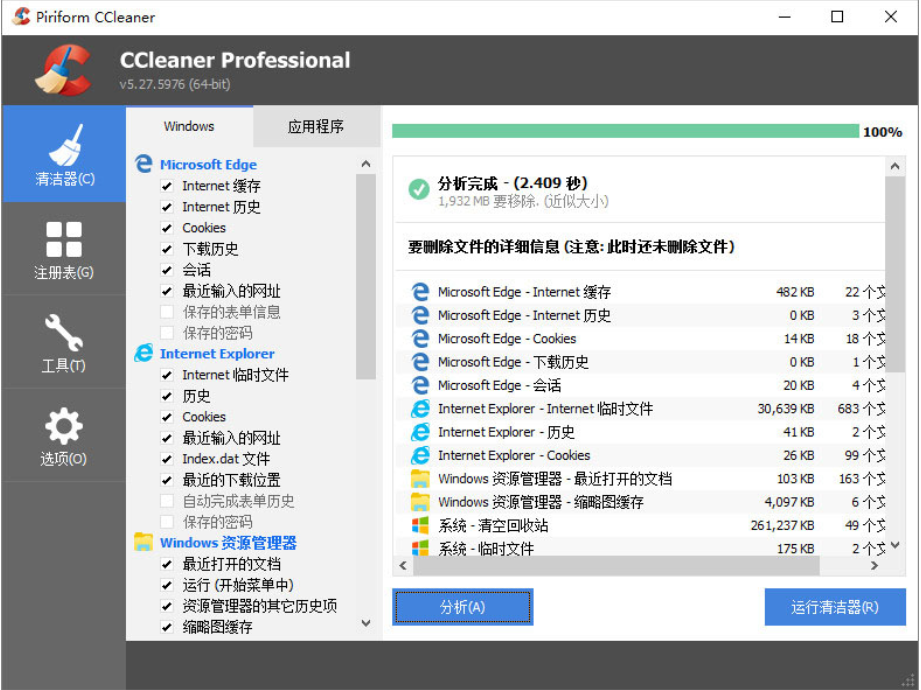 Piriform CCleaner
CCleaner Professional
v5.27.5976 (64-bit)
清洁器(C)
注册表(G)
工具(T)
选项(O)
Windows
应用程序
Microsoft Edge
Internet 缓存
Internet 历史
Cookies
下载历史
会话
最近输入的网址
保存的表单信息
保存的密码
Internet Explorer
Internet 临时文件
历史
Cookies
最近输入的网址
Index.dat 文件
最近的下载位置
自动完成表单历史
保存的密码
Windows 资源管理器
最近打开的文档
运行 (开始菜单中)
资源管理器的其它历史项
缩略图缓存
100%
分析完成 - (2.409 秒)
1,932 MB 要移除. (近似大小)
要删除文件的详细信息 (注意: 此时还未删除文件)
Microsoft Edge - Internet 缓存 482 KB 22 个文
Microsoft Edge - Internet 历史 0 KB 3 个文
Microsoft Edge - Cookies 14 KB 18 个文
Microsoft Edge - 下载历史 0 KB 1 个文
Microsoft Edge - 会话 20 KB 4 个文
Internet Explorer - Internet 临时文件 30,639 KB 683 个文
Internet Explorer - 历史 41 KB 2 个文
Internet Explorer - Cookies 26 KB 99 个文
Windows 资源管理器 - 最近打开的文档 103 KB 163 个文
Windows 资源管理器 - 缩略图缓存 4,097 KB 6 个文
系统 - 清空回收站 261,237 KB 49 个文
系统 - 临时文件 175 KB 2 个文
分析(A)
运行清洁器(R)